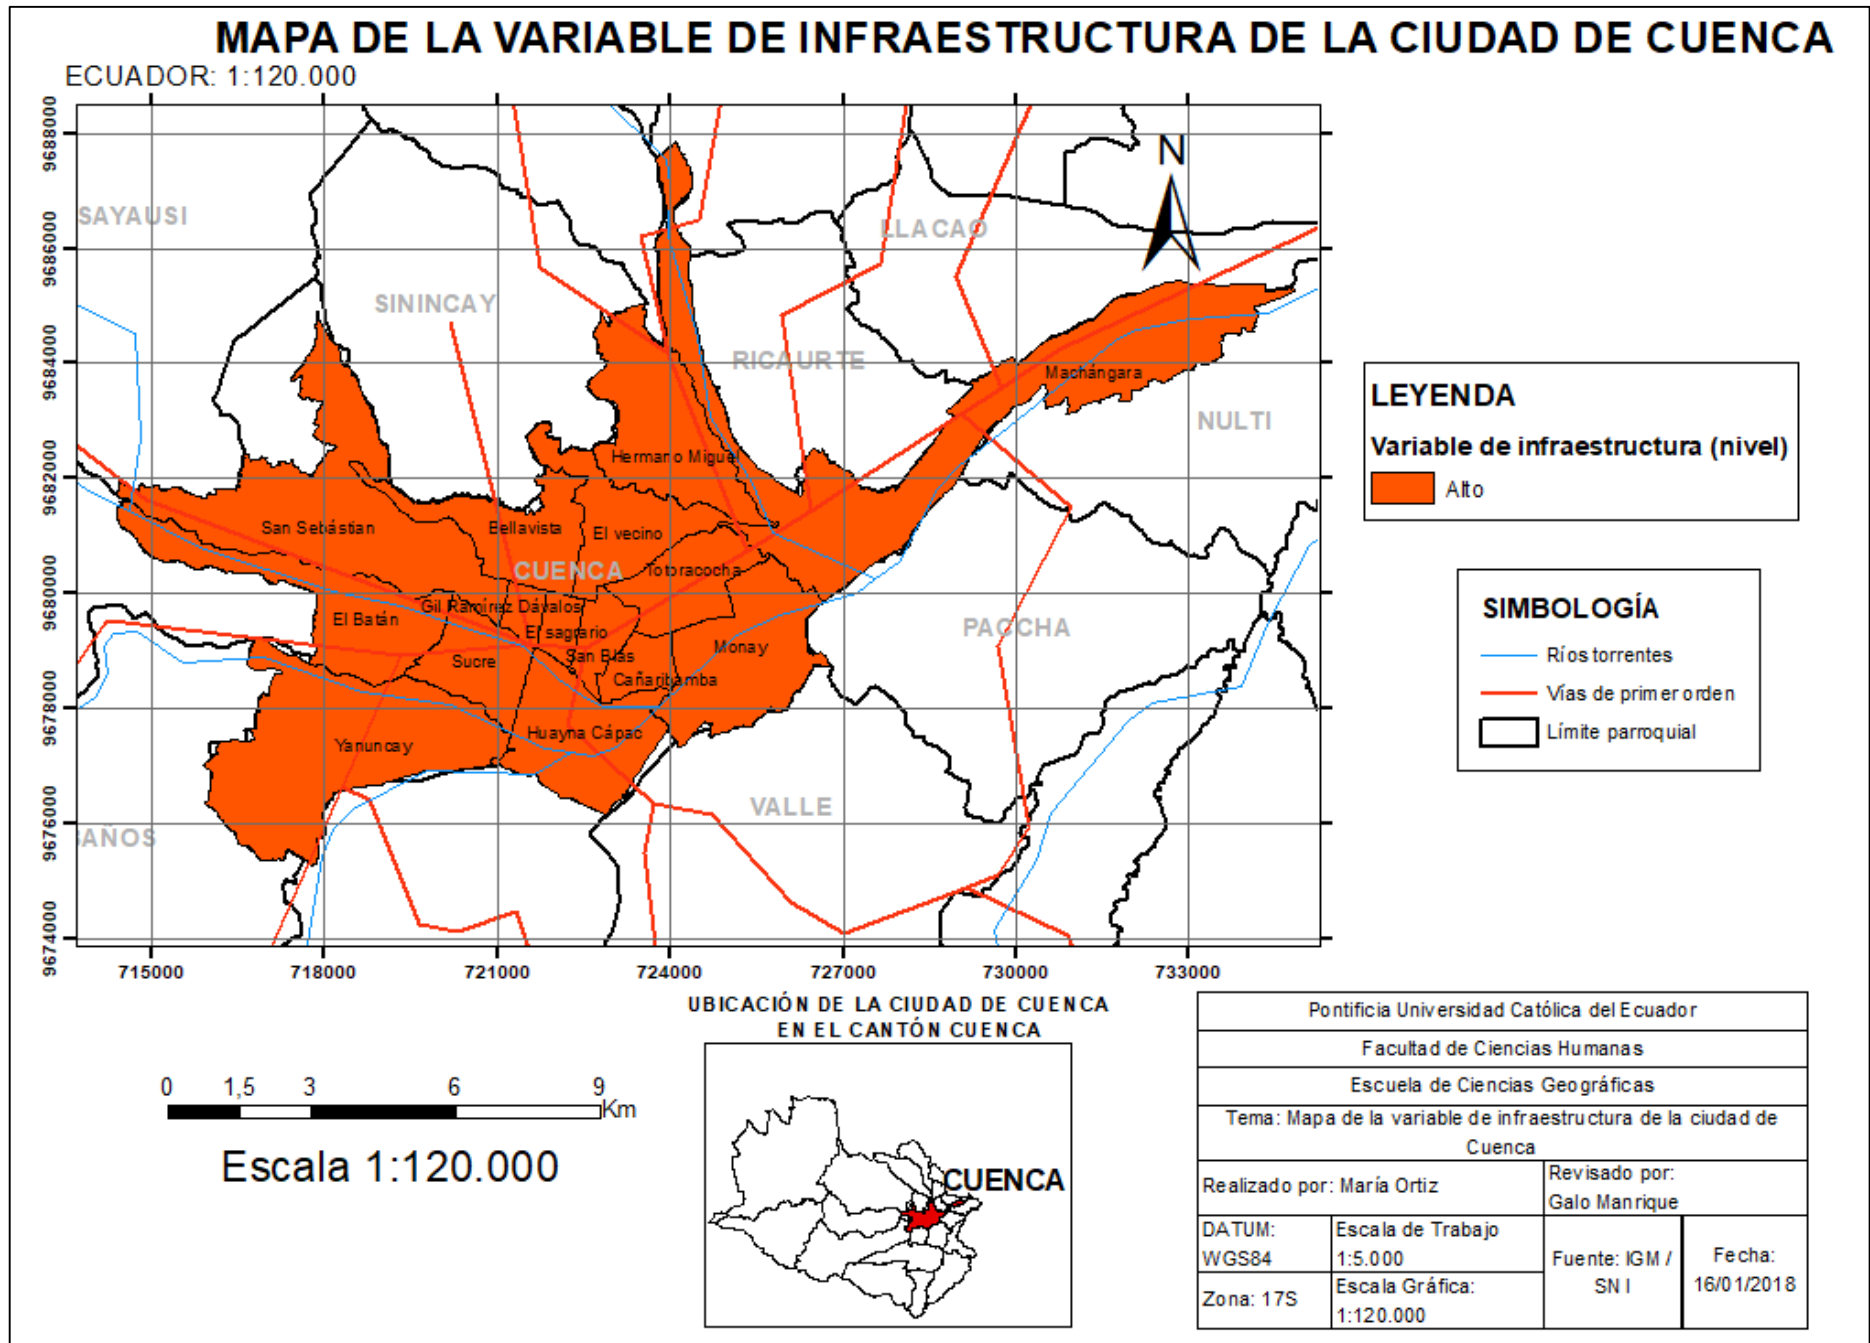 MAPA DE LA VARIABLE DE INFRAESTRUCTURA DE LA CIUDAD DE CUENCA
ECUADOR: 1:120.000
9688000
9686000
9684000
9682000
9680000
9678000
9676000
9674000
SAYAUSI
SININCAY
LLACAO
RICAURTE
NULTI
CUENCA
PACCHA
VALLE
BAÑOS
N
Machángara
Hermano Miguel
San Sebástian
Bellavista
El vecino
Totoracocha
Gil Ramírez Dávalos
El Batán
El sagrario
San Blas
Sucre
Monay
Cañaribamba
Huayna Cápac
Yanuncay
715000
718000
721000
724000
727000
730000
733000
LEYENDA
Variable de infraestructura (nivel)
Alto
SIMBOLOGÍA
Ríos torrentes
Vías de primer orden
Límite parroquial
0 1,5 3 6 9
Km
Escala 1:120.000
UBICACIÓN DE LA CIUDAD DE CUENCA
EN EL CANTÓN CUENCA
CUENCA
Pontificia Universidad Católica del Ecuador
Facultad de Ciencias Humanas
Escuela de Ciencias Geográficas
Tema: Mapa de la variable de infraestructura de la ciudad de
Cuenca
Realizado por: María Ortiz
Revisado por:
Galo Manrique
DATUM:
WGS84
Escala de Trabajo
1:5.000
Zona: 17S
Escala Gráfica:
1:120.000
Fuente: IGM /
SNI
Fecha:
16/01/2018